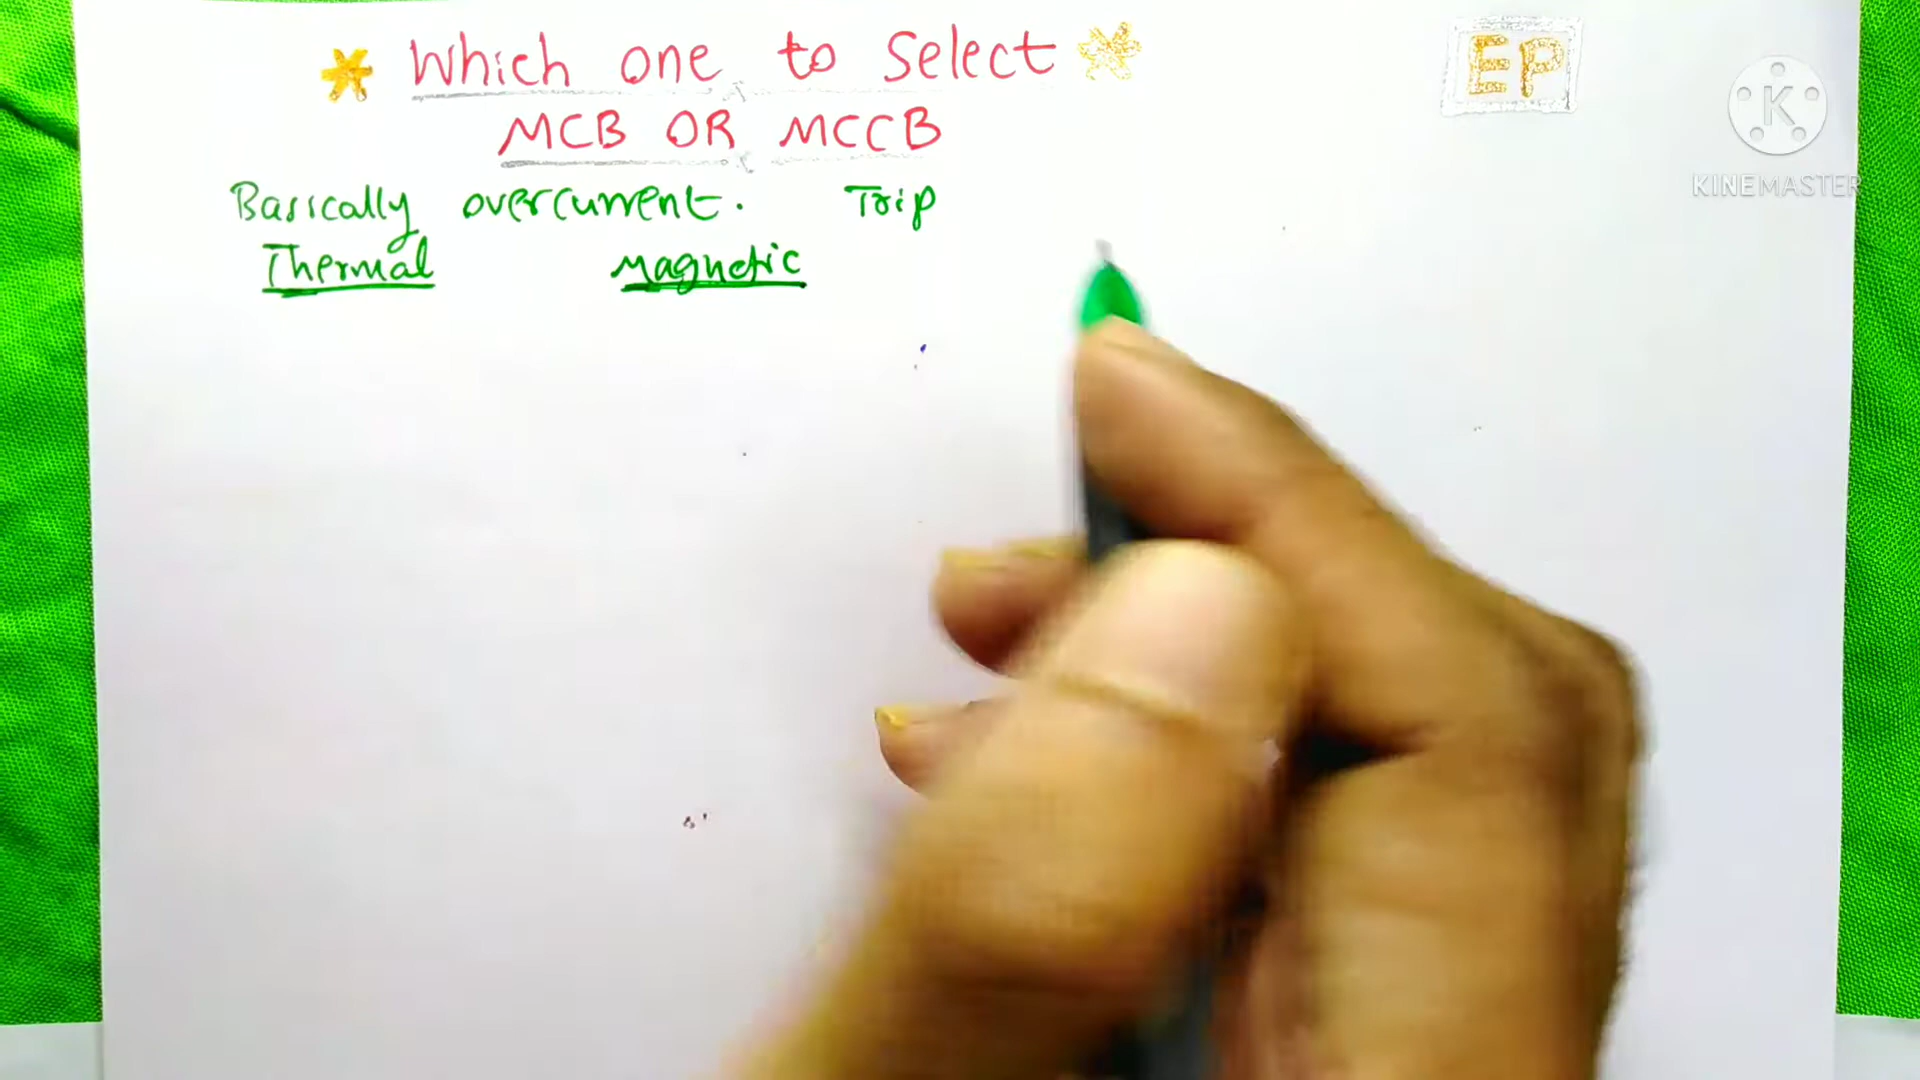 Which one to Select
MCB OR MCCB
EP
K
KINEMASTER
Basically overcurrent. Trip
Thermal Magnetic